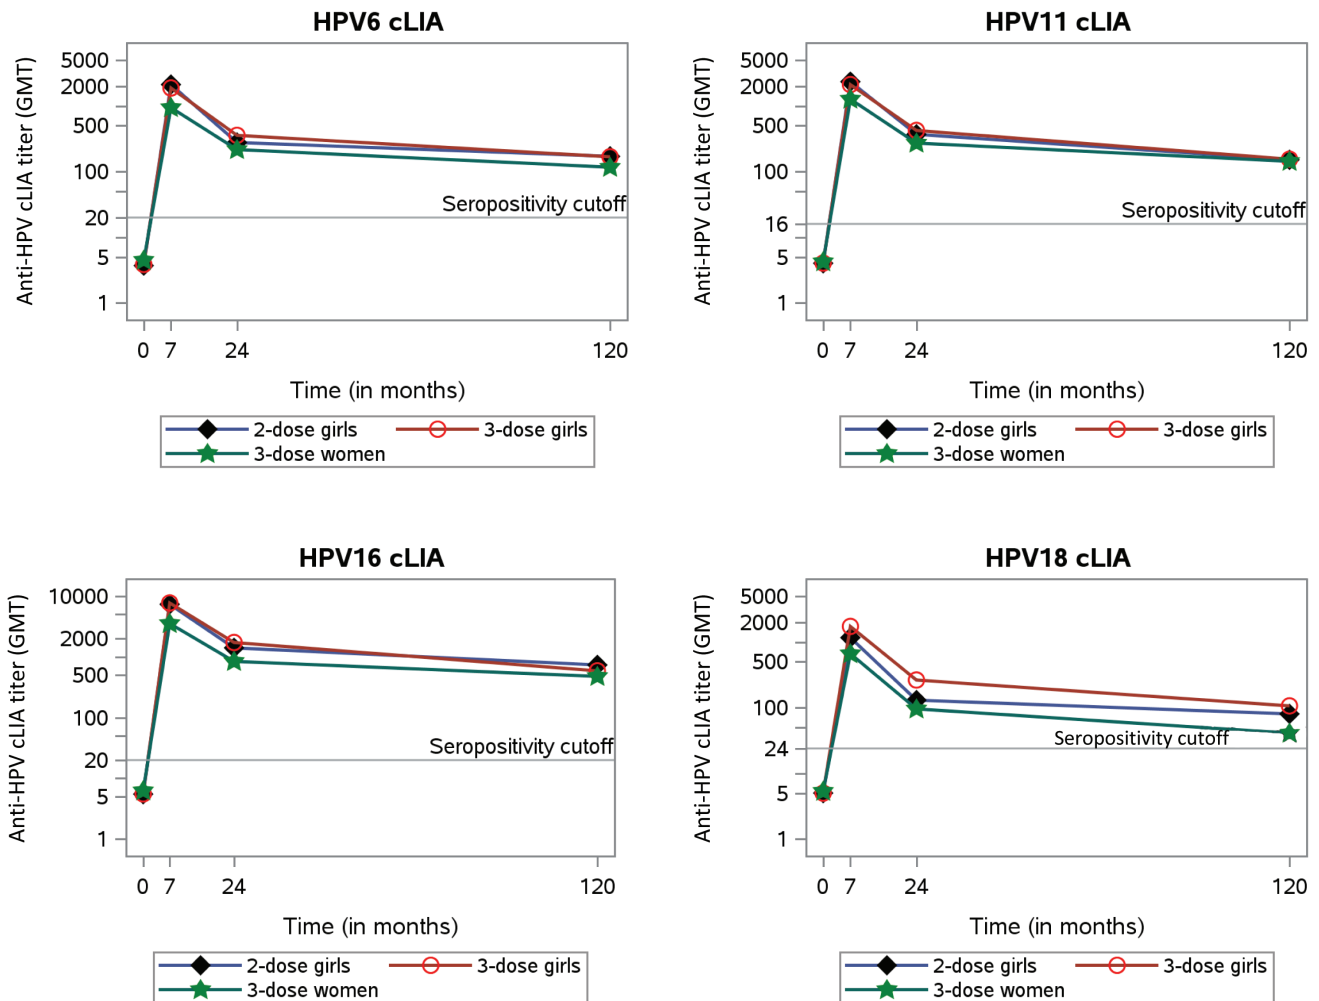 HPV6 cLIA
Anti-HPV cLIA titer (GMT)
5000
2000
500
100
20
5
1
Seropositivity cutoff
0 7 24 120
Time (in months)
2-dose girls 3-dose girls
3-dose women
HPV11 cLIA
Anti-HPV cLIA titer (GMT)
5000
2000
500
100
16
5
1
Seropositivity cutoff
0 7 24 120
Time (in months)
2-dose girls 3-dose girls
3-dose women
HPV16 cLIA
Anti-HPV cLIA titer (GMT)
10000
2000
500
100
20
5
1
Seropositivity cutoff
0 7 24 120
Time (in months)
2-dose girls 3-dose girls
3-dose women
HPV18 cLIA
Anti-HPV cLIA titer (GMT)
5000
2000
500
100
24
5
1
Seropositivity cutoff
0 7 24 120
Time (in months)
2-dose girls 3-dose girls
3-dose women